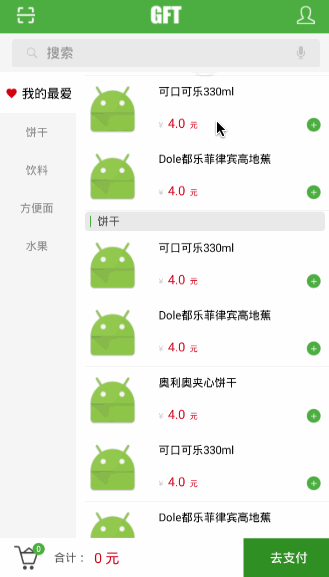 GFT
搜索
我的最爱
饼干
饮料
方便面
水果
可口可乐330ml
¥ 4.0 元
Dole都乐菲律宾高地蕉
¥ 4.0 元
饼干
可口可乐330ml
¥ 4.0 元
Dole都乐菲律宾高地蕉
¥ 4.0 元
奥利奥夹心饼干
¥ 4.0 元
可口可乐330ml
¥ 4.0 元
Dole都乐菲律宾高地蕉
0
合计： 0 元
去支付